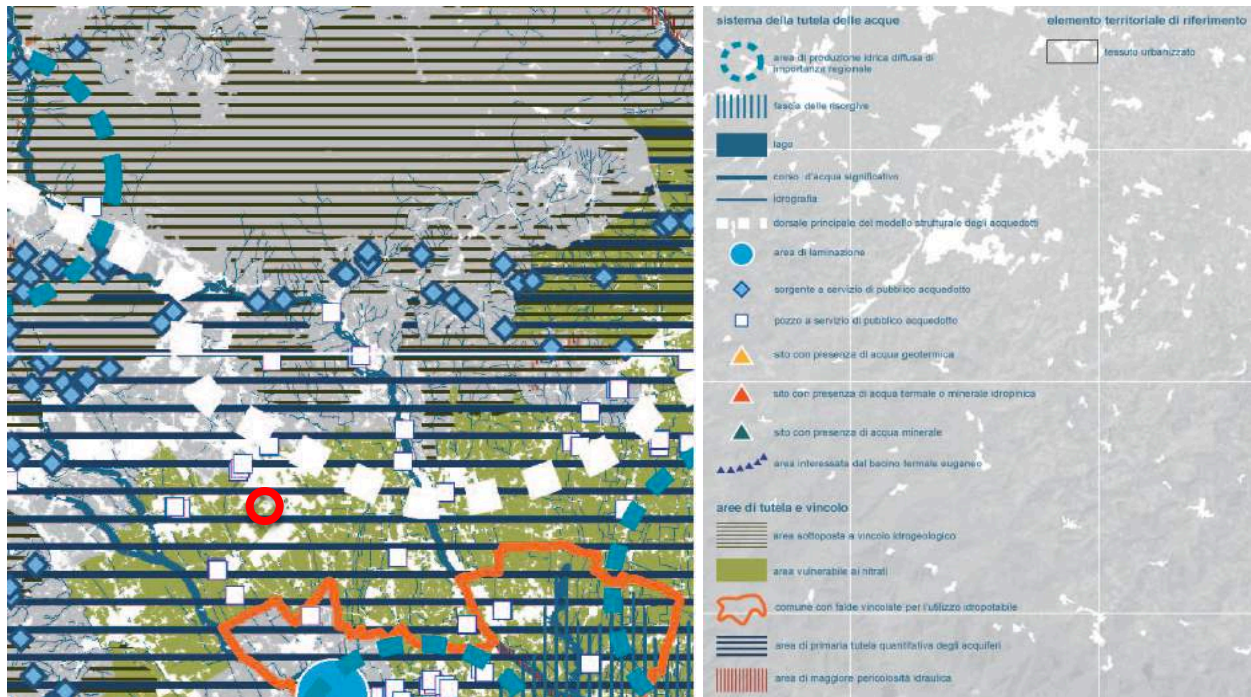 sistema della tutela delle acque
area di produzione idrica diffusa di
importanza regionale
fascia delle risorgive
lago
corso d'acqua significativo
idrografia
dorsale principale del modello strutturale degli acquedotti
area di laminazione
sorgente a servizio di pubblico acquedotto
pozzo a servizio di pubblico acquedotto
sito con presenza di acqua geotermica
sito con presenza di acqua termale o minerale idropinica
sito con presenza di acqua minerale
area interessata dal bacino termale euganeo
aree di tutela e vincolo
area sottoposta a vincolo idrogeologico
area vulnerabile ai nitrati
comune con falde vincolate per l'utilizzo idropotabile
area di primaria tutela quantitativa degli acquiferi
area di maggiore pericolosità idraulica
elemento territoriale di riferimento
tessuto urbanizzato